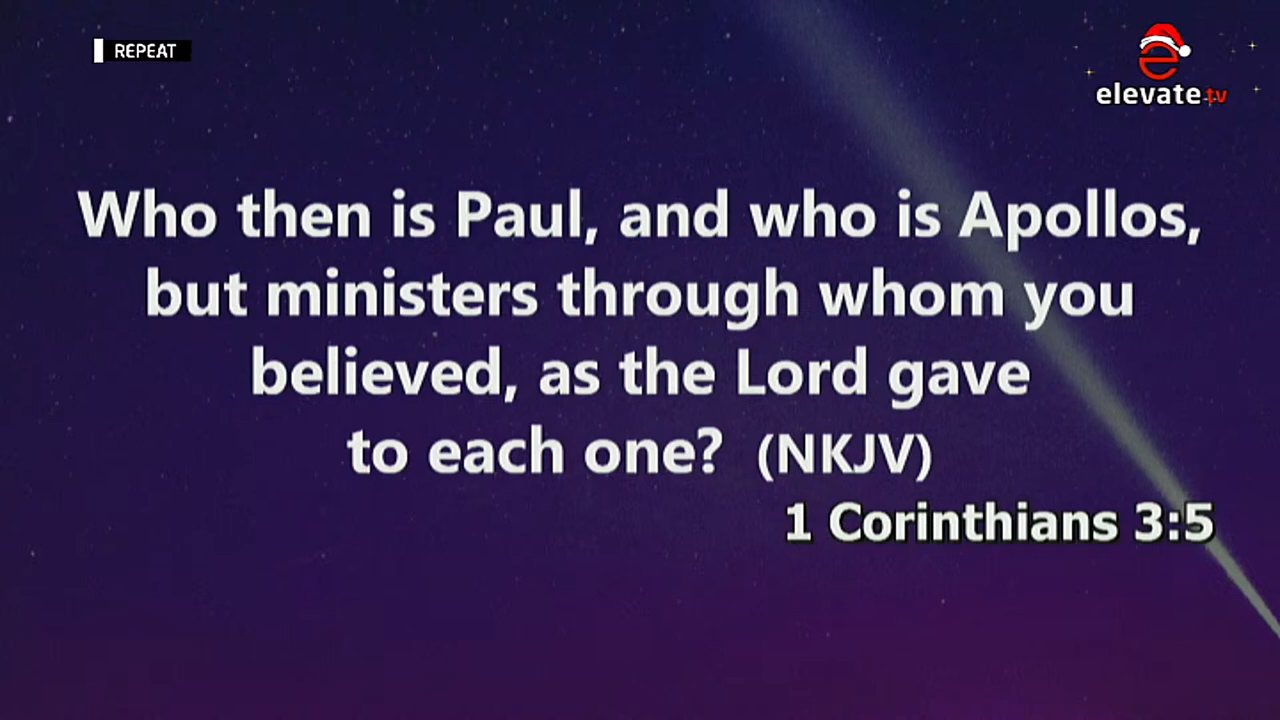 REPEAT
elevate.tv
Who then is Paul, and who is Apollos,
but ministers through whom you
believed, as the Lord gave
to each one? (NKJV)
1 Corinthians 3:5